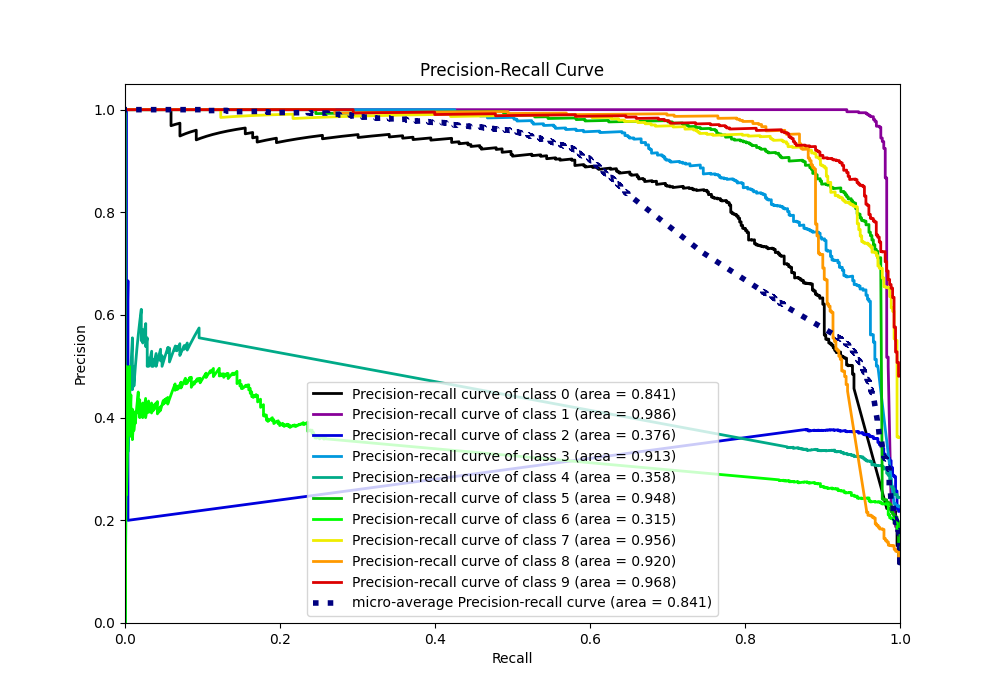 Precision-Recall Curve
1.0
0.8
0.6
0.4
0.2
0.0
Precision
Precision-recall curve of class 0 (area = 0.841)
Precision-recall curve of class 1 (area = 0.986)
Precision-recall curve of class 2 (area = 0.376)
Precision-recall curve of class 3 (area = 0.913)
Precision-recall curve of class 4 (area = 0.358)
Precision-recall curve of class 5 (area = 0.948)
Precision-recall curve of class 6 (area = 0.315)
Precision-recall curve of class 7 (area = 0.956)
Precision-recall curve of class 8 (area = 0.920)
Precision-recall curve of class 9 (area = 0.968)
micro-average Precision-recall curve (area = 0.841)
0.0 0.2 0.4 0.6 0.8 1.0
Recall